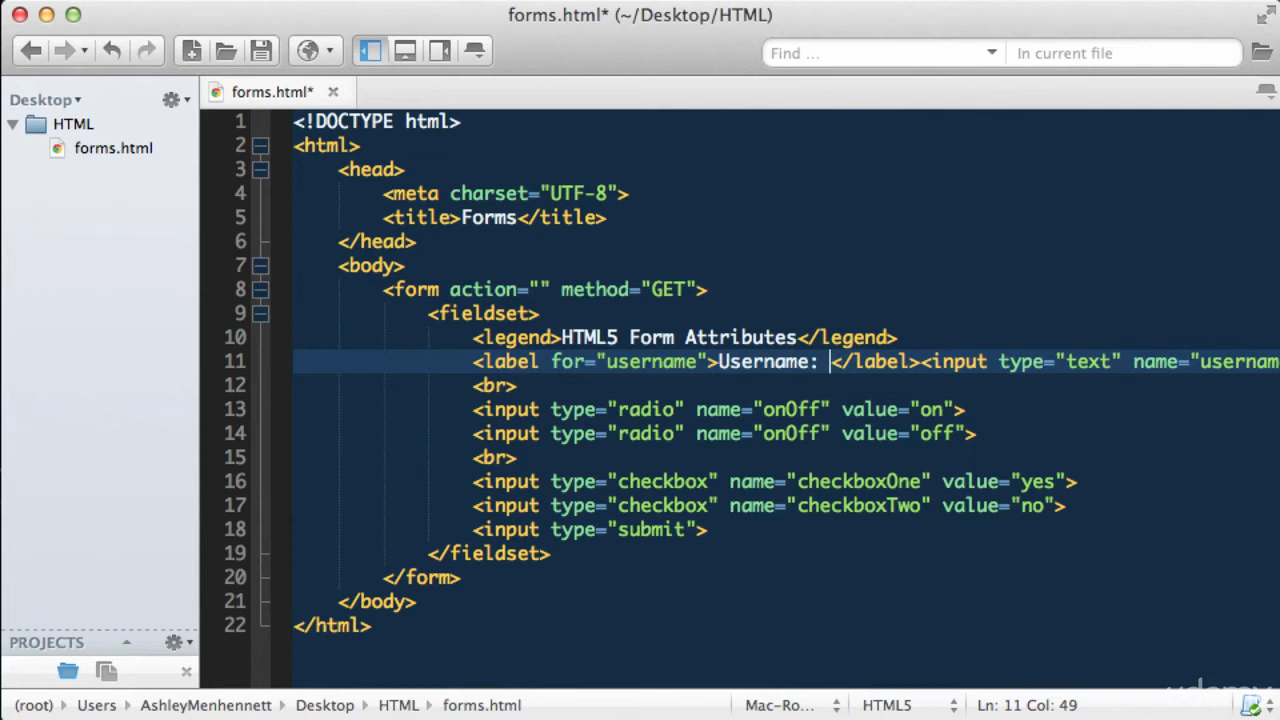 forms.html* (~/Desktop/HTML)
Find ...
In current file
Desktop
forms.html*
HTML
forms.html
1 <!DOCTYPE html>
2 <html>
3 <head>
4 <meta charset="UTF-8">
5 <title>Forms</title>
6 </head>
7 <body>
8 <form action="" method="GET">
9 <fieldset>
10 <legend>HTML5 Form Attributes</legend>
11 <label for="username">Username: </label><input type="text" name="usernam
12 <br>
13 <input type="radio" name="onOff" value="on">
14 <input type="radio" name="onOff" value="off">
15 <br>
16 <input type="checkbox" name="checkboxOne" value="yes">
17 <input type="checkbox" name="checkboxTwo" value="no">
18 <input type="submit">
19 </fieldset>
20 </form>
21 </body>
22 </html>
PROJECTS
(root) Users AshleyMenhennett Desktop HTML forms.html Mac-Ro... HTML5 Ln: 11 Col: 49